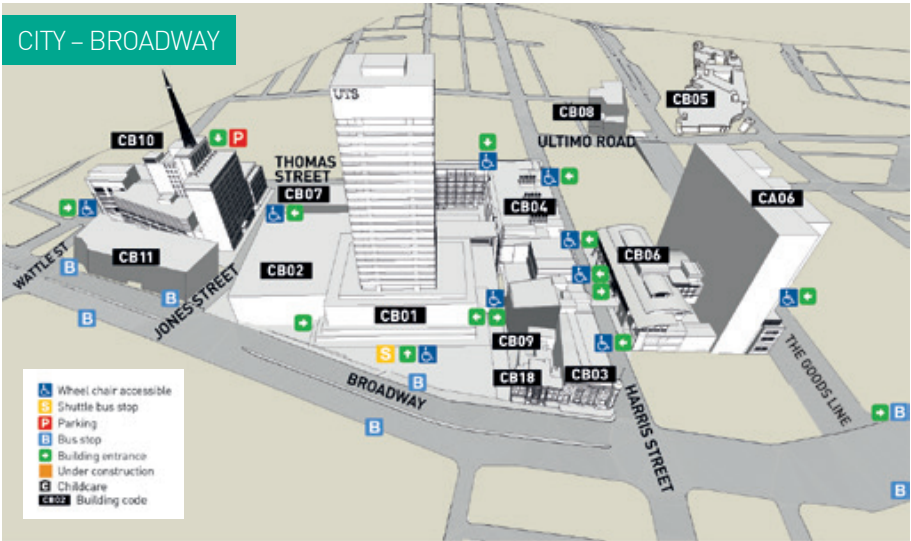 CITY – BROADWAY
UTS
CB08
CB05
CB10
P
ULTIMO ROAD
THOMAS
STREET
CB07
CA06
CB04
CB11
CB02
CB06
WATTLE ST
B
B
B
JONES STREET
CB01
CB09
S
CB18
CB03
BROADWAY
B
B
HARRIS STREET
THE GOODS LINE
B
B
Wheel chair accessible
S Shuttle bus stop
P Parking
B Bus stop
Building entrance
Under construction
C Childcare
CB02 Building code